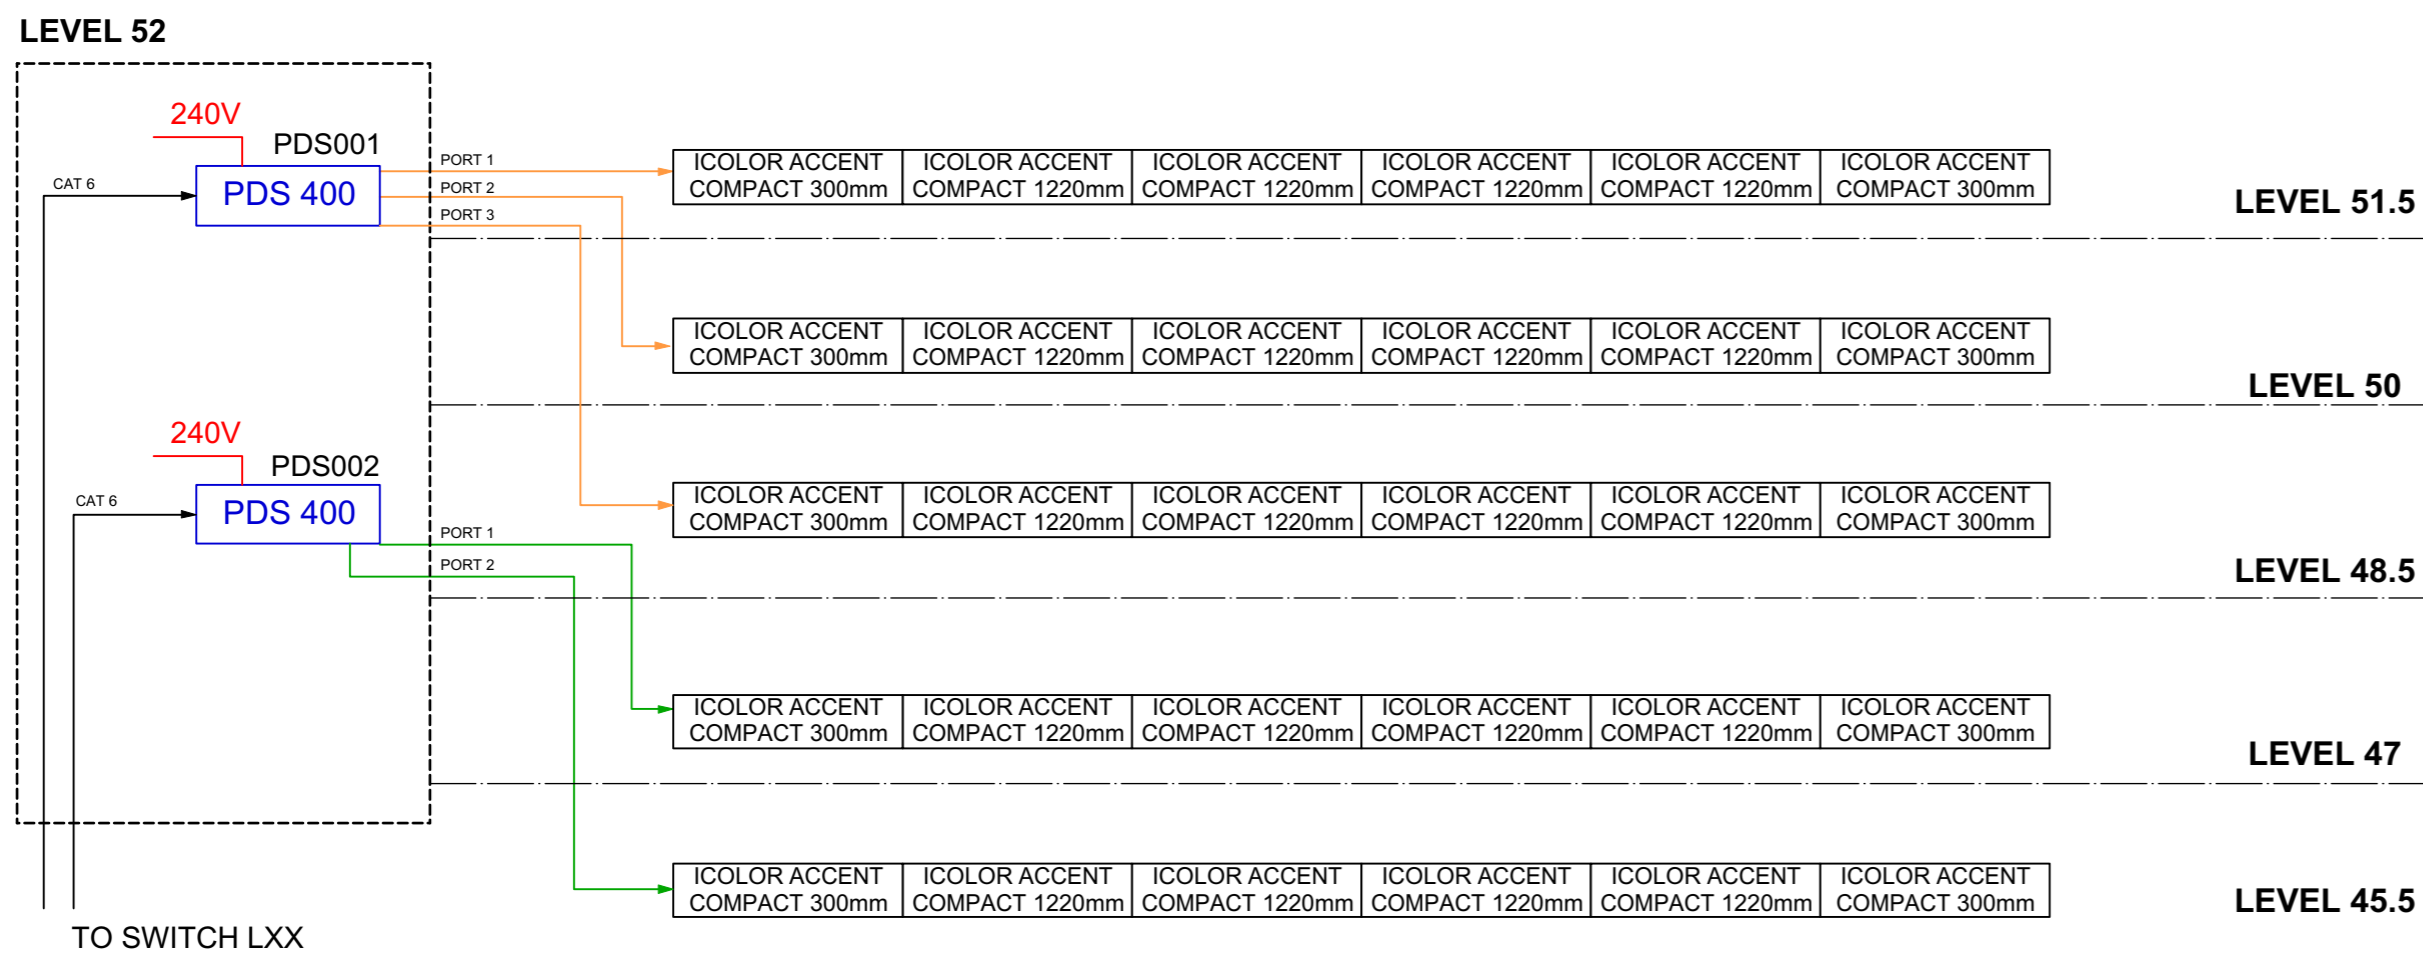 LEVEL 52
240V
PDS001
PDS 400
CAT 6
PORT 1
PORT 2
PORT 3
ICOLOR ACCENT
COMPACT 300mm
ICOLOR ACCENT
COMPACT 1220mm
ICOLOR ACCENT
COMPACT 1220mm
ICOLOR ACCENT
COMPACT 1220mm
ICOLOR ACCENT
COMPACT 1220mm
ICOLOR ACCENT
COMPACT 300mm
LEVEL 51.5
ICOLOR ACCENT
COMPACT 300mm
ICOLOR ACCENT
COMPACT 1220mm
ICOLOR ACCENT
COMPACT 1220mm
ICOLOR ACCENT
COMPACT 1220mm
ICOLOR ACCENT
COMPACT 1220mm
ICOLOR ACCENT
COMPACT 300mm
LEVEL 50
240V
PDS002
PDS 400
CAT 6
PORT 1
PORT 2
ICOLOR ACCENT
COMPACT 300mm
ICOLOR ACCENT
COMPACT 1220mm
ICOLOR ACCENT
COMPACT 1220mm
ICOLOR ACCENT
COMPACT 1220mm
ICOLOR ACCENT
COMPACT 1220mm
ICOLOR ACCENT
COMPACT 300mm
LEVEL 48.5
ICOLOR ACCENT
COMPACT 300mm
ICOLOR ACCENT
COMPACT 1220mm
ICOLOR ACCENT
COMPACT 1220mm
ICOLOR ACCENT
COMPACT 1220mm
ICOLOR ACCENT
COMPACT 1220mm
ICOLOR ACCENT
COMPACT 300mm
LEVEL 47
ICOLOR ACCENT
COMPACT 300mm
ICOLOR ACCENT
COMPACT 1220mm
ICOLOR ACCENT
COMPACT 1220mm
ICOLOR ACCENT
COMPACT 1220mm
ICOLOR ACCENT
COMPACT 1220mm
ICOLOR ACCENT
COMPACT 300mm
LEVEL 45.5
TO SWITCH LXX